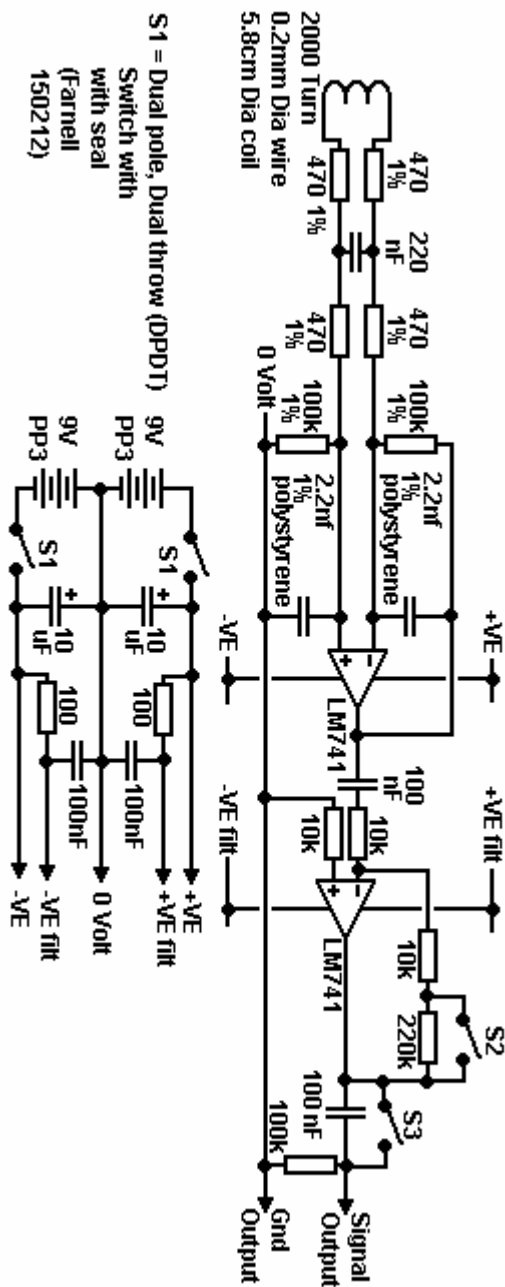 2000 Turn
0.2mm Dia wire
5.8cm Dia coil
470
1%
470 1%
220
nF
470
1%
470
1%
100k
1%
100k
1%
2.2nf
1%
polystyrene
2.2nf
1%
polystyrene
0 Volt
+VE
-VE
-
+
LM741
100
nF
10k
10k
+VE filt
-VE filt
-
+
LM741
10k
220k
S2
S3
100 nF
100k
Signal
Output
Gnd
Output
S1 = Dual pole, Dual throw (DPDT)
Switch with
with seal
(Farnell
150212)
9V
PP3
9V
PP3
S1
S1
+
10
uF
+
10
uF
100
100
100nF
100nF
+VE
+VE filt
0 Volt
-VE filt
-VE